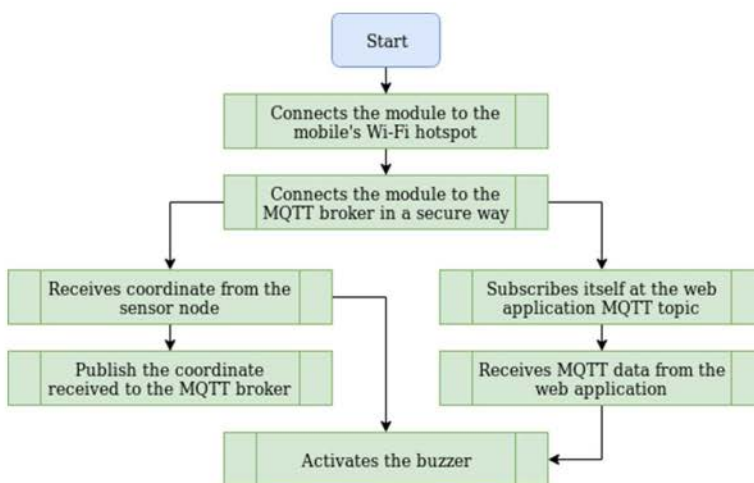 Start
Connects the module to the
mobile's Wi-Fi hotspot
Connects the module to the
MQTT broker in a secure way
Receives coordinate from the
sensor node
Subscribes itself at the web
application MQTT topic
Publish the coordinate
received to the MQTT broker
Receives MQTT data from the
web application
Activates the buzzer